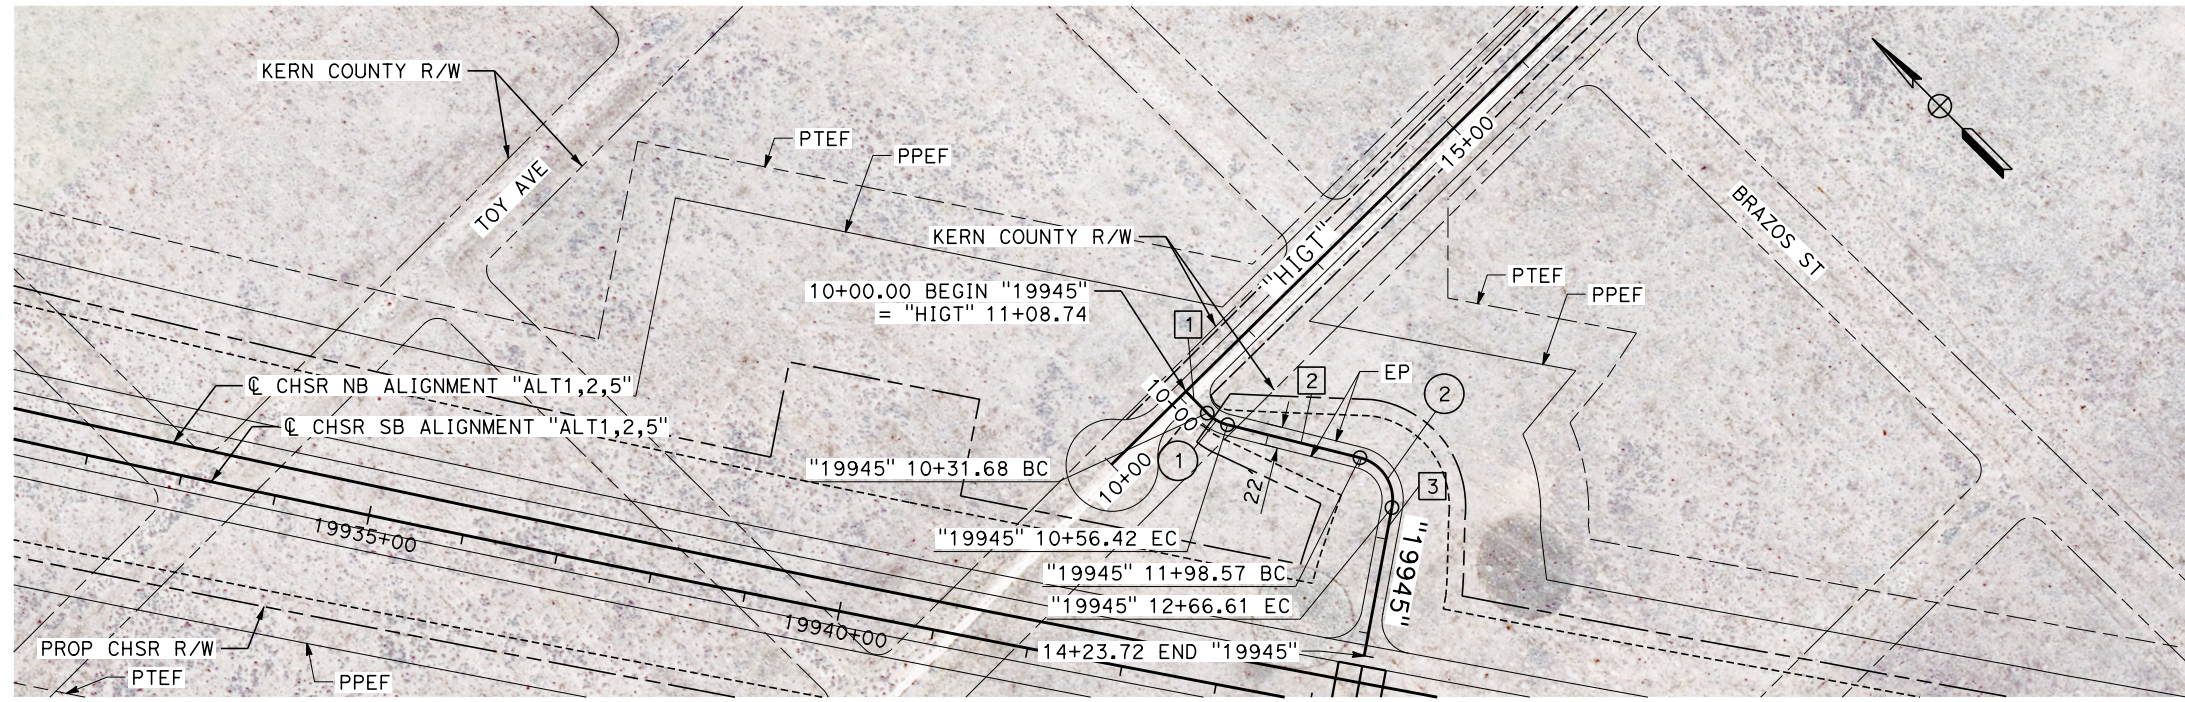 KERN COUNTY R/W
TOY AVE
PTEF
PPEF
KERN COUNTY R/W
10+00.00 BEGIN "19945"
= "HIGT" 11+08.74
1
"HIGT"
15+00
BRAZOS ST
PTEF
PPEF
℄ CHSR NB ALIGNMENT "ALT1,2,5"
℄ CHSR SB ALIGNMENT "ALT1,2,5"
10+00
2
EP
2
"19945" 10+31.68 BC
1
10+00
22
3
19935+00
"19945" 10+56.42 EC
"19945" 11+98.57 BC
"19945" 12+66.61 EC
"19945"
19940+00
14+23.72 END "19945"
PROP CHSR R/W
PTEF
PPEF